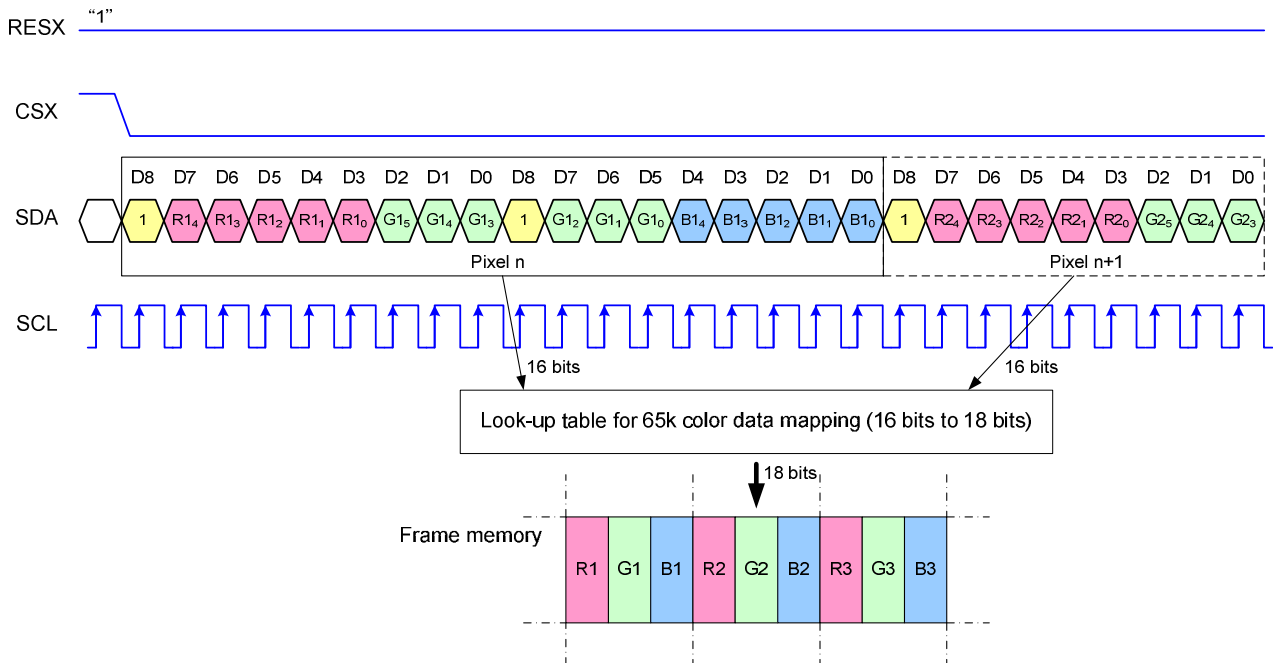 RESX “1”
CSX
D8 D7 D6 D5 D4 D3 D2 D1 D0 D8 D7 D6 D5 D4 D3 D2 D1 D0 D8 D7 D6 D5 D4 D3 D2 D1 D0
SDA 1 R1₄ R1₃ R1₂ R1₁ R1₀ G1₅ G1₄ G1₃ 1 G1₂ G1₁ G1₀ B1₄ B1₃ B1₂ B1₁ B1₀ 1 R2₄ R2₃ R2₂ R2₁ R2₀ G2₅ G2₄ G2₃
Pixel n Pixel n+1
SCL
16 bits 16 bits
Look-up table for 65k color data mapping (16 bits to 18 bits)
18 bits
Frame memory
R1 G1 B1 R2 G2 B2 R3 G3 B3